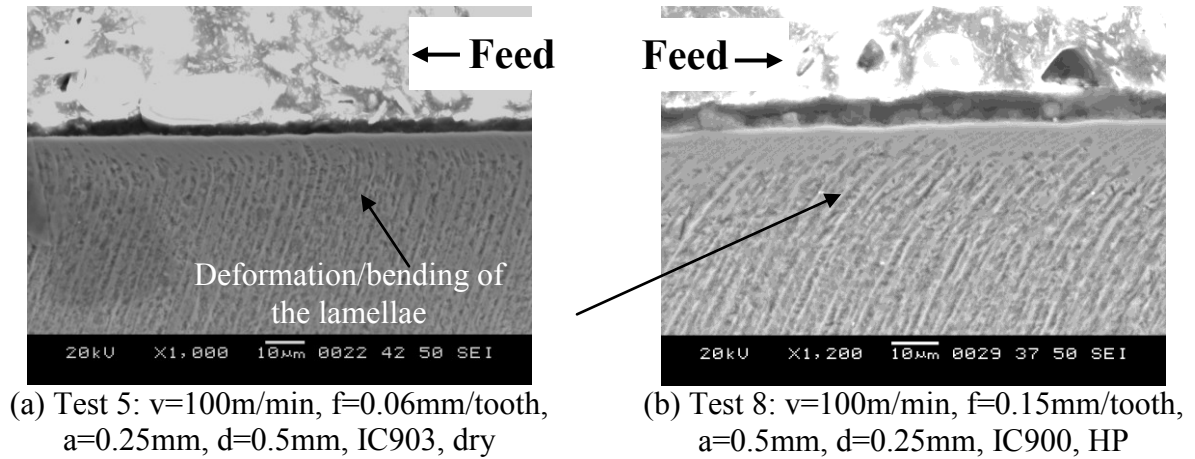 ← Feed
Feed →
Deformation/bending of
the lamellae
20kV X1,000 10µm 0022 42 50 SEI
20kV X1,200 10µm 0029 37 50 SEI
(a) Test 5: v=100m/min, f=0.06mm/tooth,
a=0.25mm, d=0.5mm, IC903, dry
(b) Test 8: v=100m/min, f=0.15mm/tooth,
a=0.5mm, d=0.25mm, IC900, HP